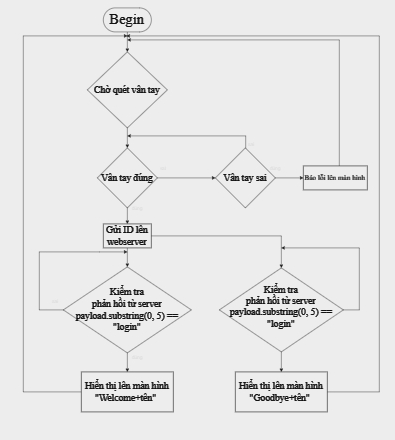 Begin
Chờ quét vân tay
Vân tay đúng
Vân tay sai
Báo lỗi lên màn hình
Gửi ID lên
webserver
Kiểm tra
phản hồi từ server
payload.substring(0, 5) ==
"login"
Kiểm tra
phản hồi từ server
payload.substring(0, 5) ==
"login"
Hiển thị lên màn hình
"Welcome+tên"
Hiển thị lên màn hình
"Goodbye+tên"